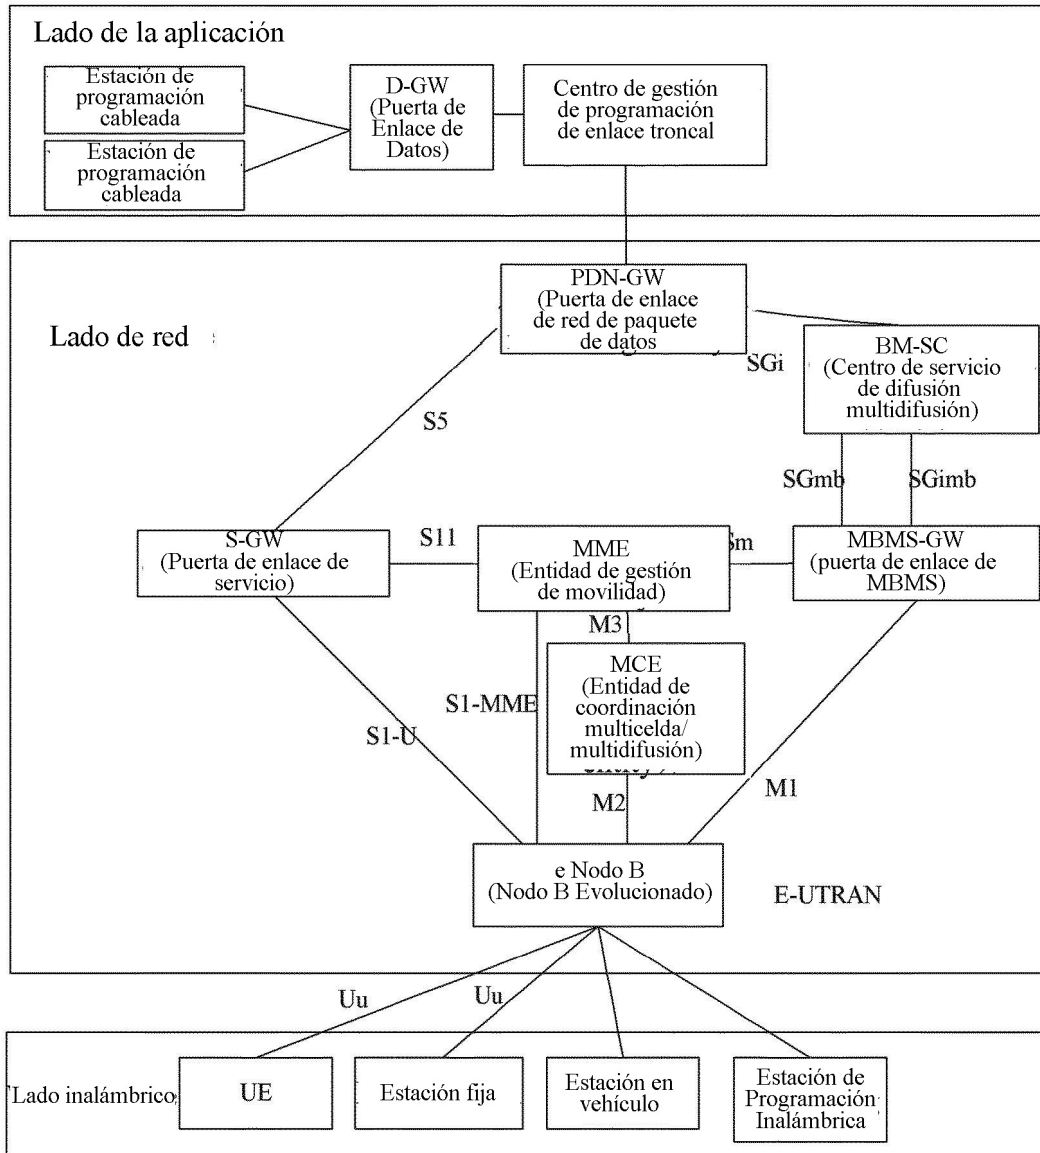 Lado de la aplicación
Estación de
programación
cableada
Estación de
programación
cableada
D-GW
(Puerta de
Enlace de
Datos)
Centro de gestión
de programación
de enlace troncal
Lado de red
PDN-GW
(Puerta de enlace
de red de paquete
de datos
SGi
BM-SC
(Centro de servicio
de difusión
multidifusión)
S5
SGmb
SGimb
S-GW
(Puerta de enlace de
servicio)
S11
MME
(Entidad de gestión
de movilidad)
Sm
MBMS-GW
(puerta de enlace de
MBMS)
M3
MCE
(Entidad de
coordinación
multicelda/
multidifusión)
S1-MME
S1-U
M2
M1
e Nodo B
(Nodo B Evolucionado)
E-UTRAN
Uu
Uu
Lado inalámbrico
UE
Estación fija
Estación en
vehículo
Estación de
Programación
Inalámbrica